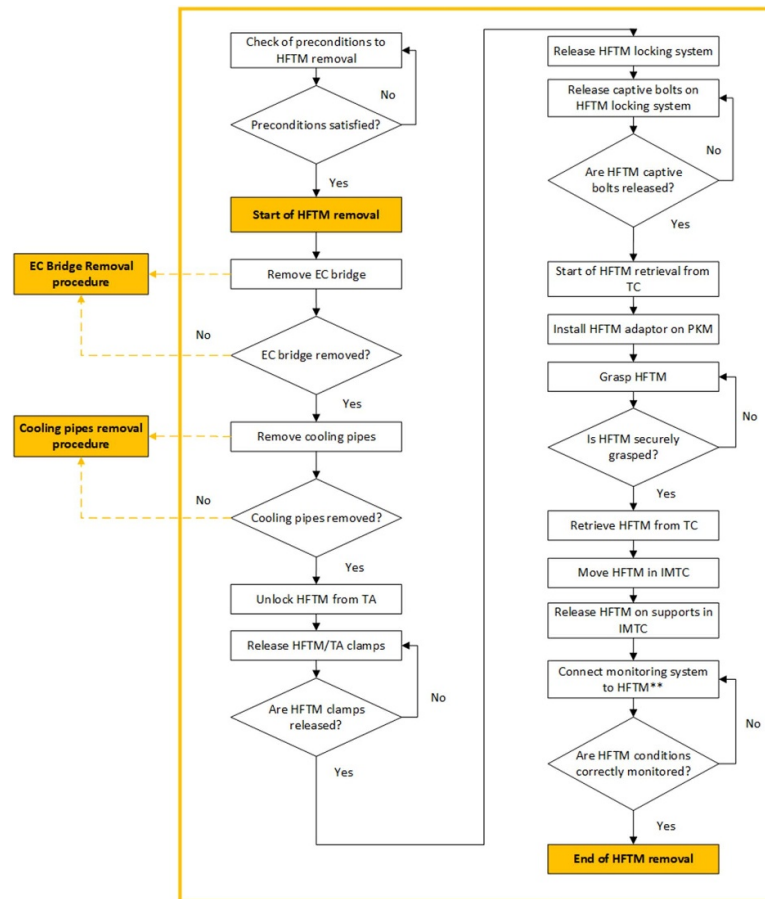 Check of preconditions to
HFTM removal
No
Preconditions satisfied?
Yes
Start of HFTM removal
EC Bridge Removal
procedure
Remove EC bridge
No
EC bridge removed?
Yes
Cooling pipes removal
procedure
Remove cooling pipes
No
Cooling pipes removed?
Yes
Unlock HFTM from TA
Release HFTM/TA clamps
No
Are HFTM clamps
released?
Yes
Release HFTM locking system
Release captive bolts on
HFTM locking system
No
Are HFTM captive
bolts released?
Yes
Start of HFTM retrieval from
TC
Install HFTM adaptor on PKM
Grasp HFTM
No
Is HFTM securely
grasped?
Yes
Retrieve HFTM from TC
Move HFTM in IMTC
Release HFTM on supports in
IMTC
Connect monitoring system
to HFTM**
No
Are HFTM conditions
correctly monitored?
Yes
End of HFTM removal